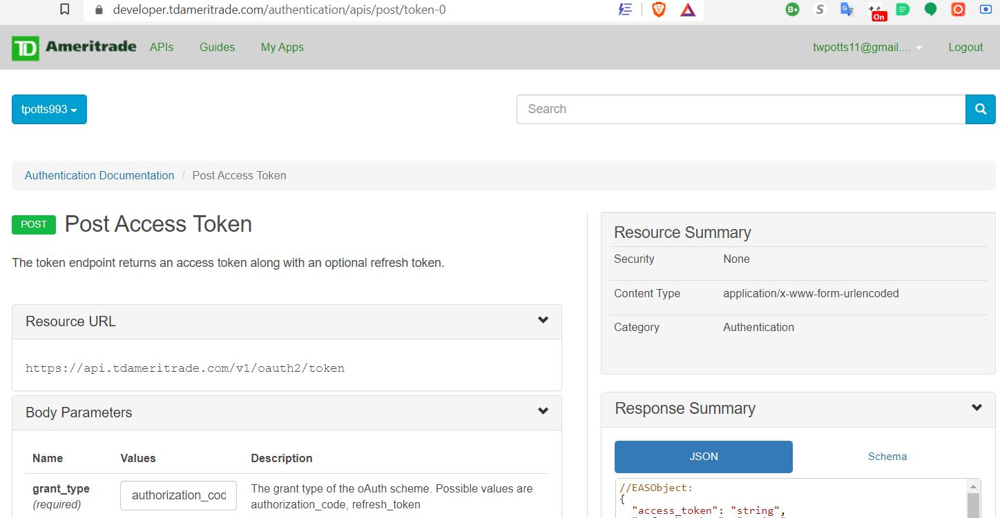 developer.tdameritrade.com/authentication/apis/post/token-0
B+
S
On
TD Ameritrade APIs Guides My Apps twpotts11@gmail.... Logout
tpotts993
Search
Authentication Documentation / Post Access Token
POST Post Access Token
The token endpoint returns an access token along with an optional refresh token.
Resource URL
https://api.tdameritrade.com/v1/oauth2/token
Body Parameters
Name Values Description
grant_type
(required)
authorization_cod
The grant type of the oAuth scheme. Possible values are
authorization_code, refresh_token
Resource Summary
Security None
Content Type application/x-www-form-urlencoded
Category Authentication
Response Summary
JSON Schema
//EASObject:
{
"access_token": "string",